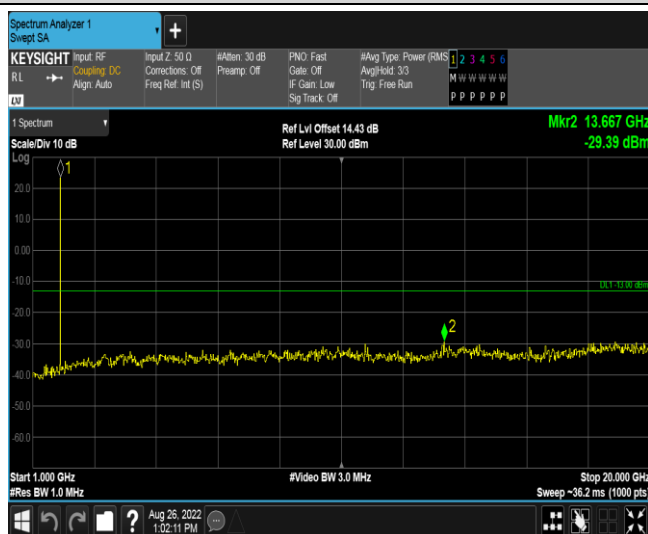 Spectrum Analyzer 1
Swept SA
+
KEYSIGHT
RL
LXI
Input: RF
Coupling: DC
Align: Auto
Input Z: 50 Ω
Corrections: Off
Freq Ref: Int (S)
#Atten: 30 dB
Preamp: Off
PNO: Fast
Gate: Off
IF Gain: Low
Sig Track: Off
#Avg Type: Power (RMS
Avg|Hold: 3/3
Trig: Free Run
1 2 3 4 5 6
M W W W W W
P P P P P P
1 Spectrum
Scale/Div 10 dB
Log
Ref Lvl Offset 14.43 dB
Ref Level 30.00 dBm
Mkr2 13.667 GHz
-29.39 dBm
1
20.0
10.0
0.00
-10.0
DL1 -13.00 dBm
2
-20.0
-30.0
-40.0
-50.0
-60.0
Start 1.000 GHz
#Res BW 1.0 MHz
#Video BW 3.0 MHz
Stop 20.000 GHz
Sweep ~36.2 ms (1000 pts)
?
Aug 26, 2022
1:02:11 PM